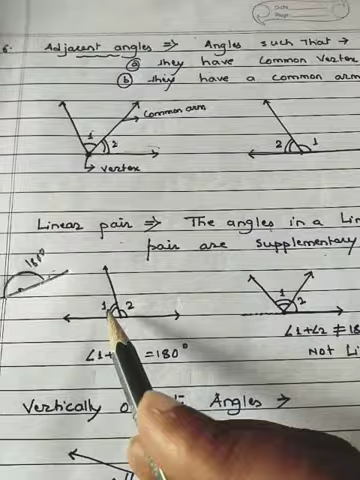 6. Adjacent angles ⇒ Angles such that →
ⓐ They have Common Vertex
ⓑ They have a common arm
Common arm
1 2
2 1
Vertex
Linear pair ⇒ The angles in a Lin
pair are supplementary
180°
1 2
1 2
∠1+ =180°
∠1+∠2 ≠ 18
Not Li
Vertically Angles →